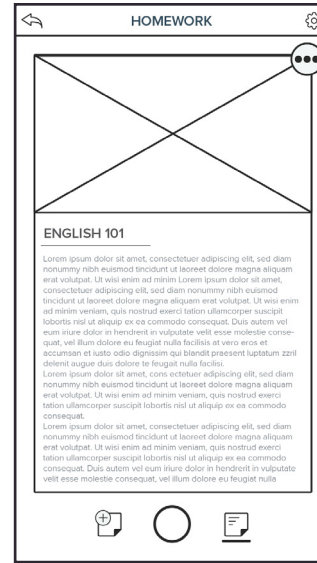 HOMEWORK
ENGLISH 101
Lorem ipsum dolor sit amet, consectetuer adipiscing elit, sed diam
nonummy nibh euismod tincidunt ut laoreet dolore magna aliquam
erat volutpat. Ut wisi enim ad minim Lorem ipsum dolor sit amet,
consectetuer adipiscing elit, sed diam nonummy nibh euismod
tincidunt ut laoreet dolore magna aliquam erat volutpat. Ut wisi enim
ad minim veniam, quis nostrud exerci tation ullamcorper suscipit
lobortis nisl ut aliquip ex ea commodo consequat. Duis autem vel
eum iriure dolor in hendrerit in vulputate velit esse molestie conse-
quat, vel illum dolore eu feugiat nulla facilisis at vero eros et
accumsan et iusto odio dignissim qui blandit praesent luptatum zzril
delenit augue duis dolore te feugait nulla facilisi.
Lorem ipsum dolor sit amet, cons ectetuer adipiscing elit, sed diam
nonummy nibh euismod tincidunt ut laoreet dolore magna aliquam
erat volutpat. Ut wisi enim ad minim veniam, quis nostrud exerci
tation ullamcorper suscipit lobortis nisl ut aliquip ex ea commodo
consequat.
Lorem ipsum dolor sit amet, consectetuer adipiscing elit, sed diam
nonummy nibh euismod tincidunt ut laoreet dolore magna aliquam
erat volutpat. Ut wisi enim ad minim veniam, quis nostrud exerci
tation ullamcorper suscipit lobortis nisl ut aliquip ex ea commodo
consequat. Duis autem vel eum iriure dolor in hendrerit in vulputate
velit esse molestie consequat, vel illum dolore eu feugiat nulla